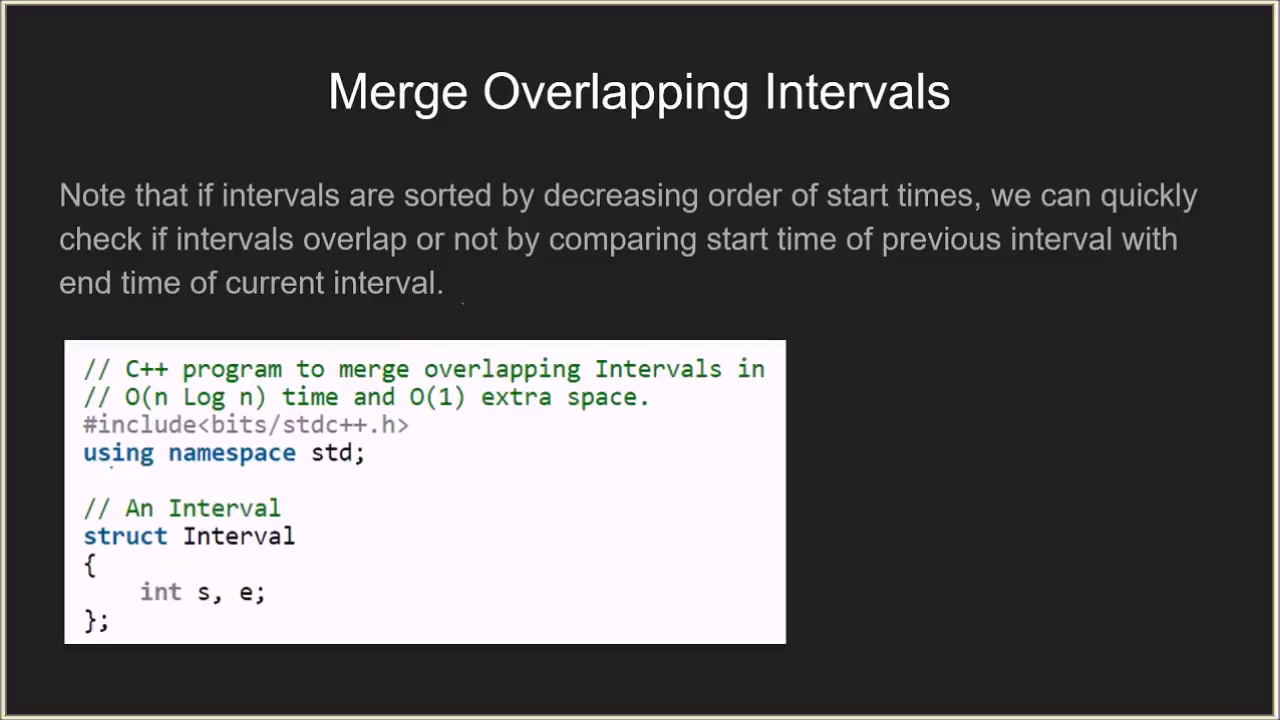 Merge Overlapping Intervals
Note that if intervals are sorted by decreasing order of start times, we can quickly
check if intervals overlap or not by comparing start time of previous interval with
end time of current interval.
// C++ program to merge overlapping Intervals in
// O(n Log n) time and O(1) extra space.
#include<bits/stdc++.h>
using namespace std;
// An Interval
struct Interval
{
    int s, e;
};